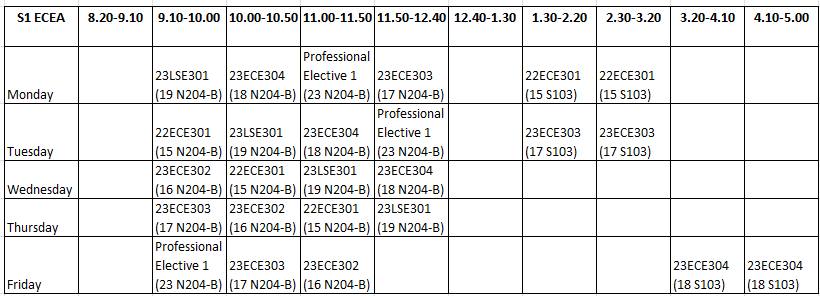 S1 ECEA 8.20-9.10 9.10-10.00 10.00-10.50 11.00-11.50 11.50-12.40 12.40-1.30 1.30-2.20 2.30-3.20 3.20-4.10 4.10-5.00
Professional
23LSE301 23ECE304 Elective 1 23ECE303 22ECE301 22ECE301
Monday (19 N204-B) (18 N204-B) (23 N204-B) (17 N204-B) (15 S103) (15 S103)
Professional
22ECE301 23LSE301 23ECE304 Elective 1 23ECE303 23ECE303
Tuesday (15 N204-B) (19 N204-B) (18 N204-B) (23 N204-B) (17 S103) (17 S103)
23ECE302 22ECE301 23LSE301 23ECE304
Wednesday (16 N204-B) (15 N204-B) (19 N204-B) (18 N204-B)
23ECE303 23ECE302 22ECE301 23LSE301
Thursday (17 N204-B) (16 N204-B) (15 N204-B) (19 N204-B)
Professional
Elective 1 23ECE303 23ECE302 23ECE304 23ECE304
Friday (23 N204-B) (17 N204-B) (16 N204-B) (18 S103) (18 S103)